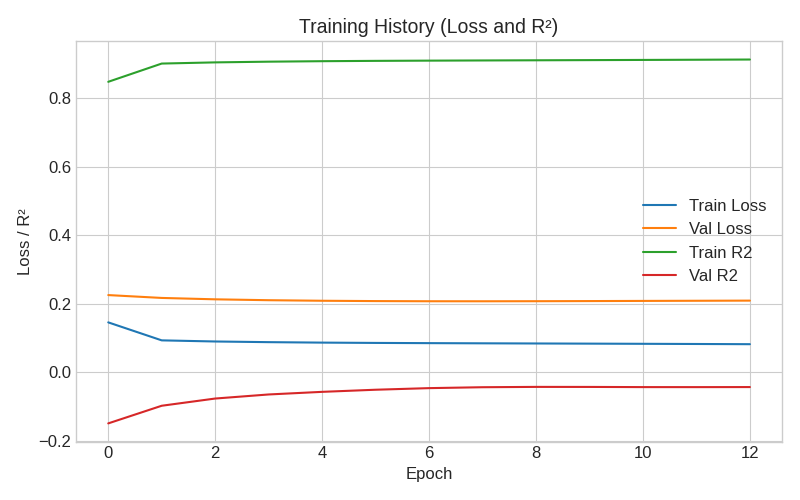 Training History (Loss and R²)
Loss / R²
0.8
0.6
0.4
0.2
0.0
−0.2
Train Loss
Val Loss
Train R2
Val R2
0 2 4 6 8 10 12
Epoch